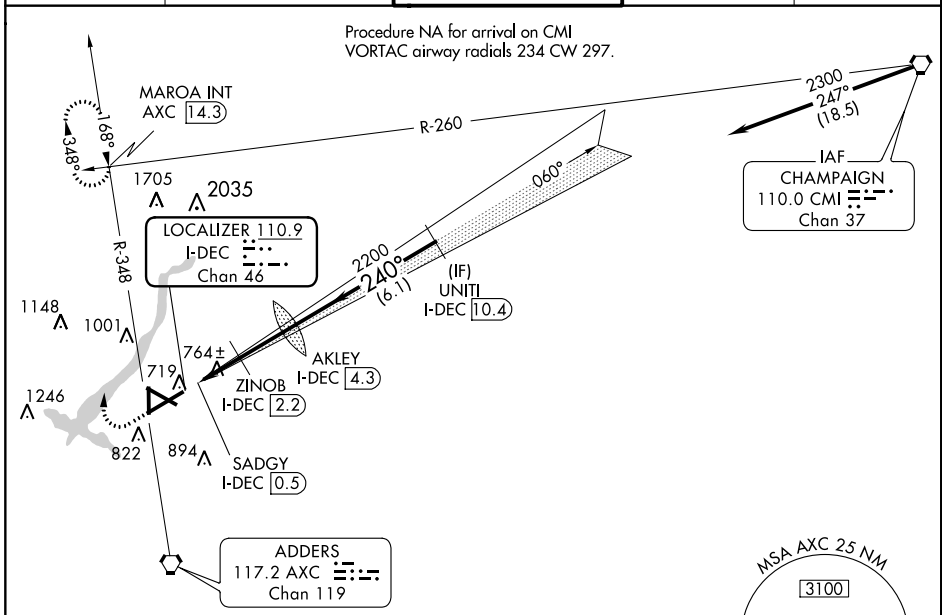 Procedure NA for arrival on CMI
VORTAC airway radials 234 CW 297.
MAROA INT
AXC 14.3
168°
348°
R-260
2300
247°
(18.5)
IAF
CHAMPAIGN
110.0 CMI
Chan 37
060°
1705
2035
LOCALIZER 110.9
I-DEC
Chan 46
R-348
2200
240°
(6.1)
(IF)
UNITI
I-DEC 10.4
1148
1001
764±
719
AKLEY
I-DEC 4.3
ZINOB
I-DEC 2.2
1246
822
894
SADGY
I-DEC 0.5
ADDERS
117.2 AXC
Chan 119
MSA AXC 25 NM
3100